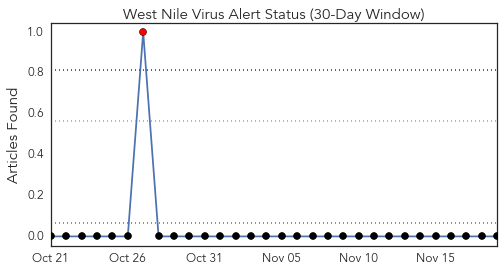 West Nile Virus Alert Status (30-Day Window)
Articles Found
1.0
0.8
0.6
0.4
0.2
0.0
Oct 21 Oct 26 Oct 31 Nov 05 Nov 10 Nov 15